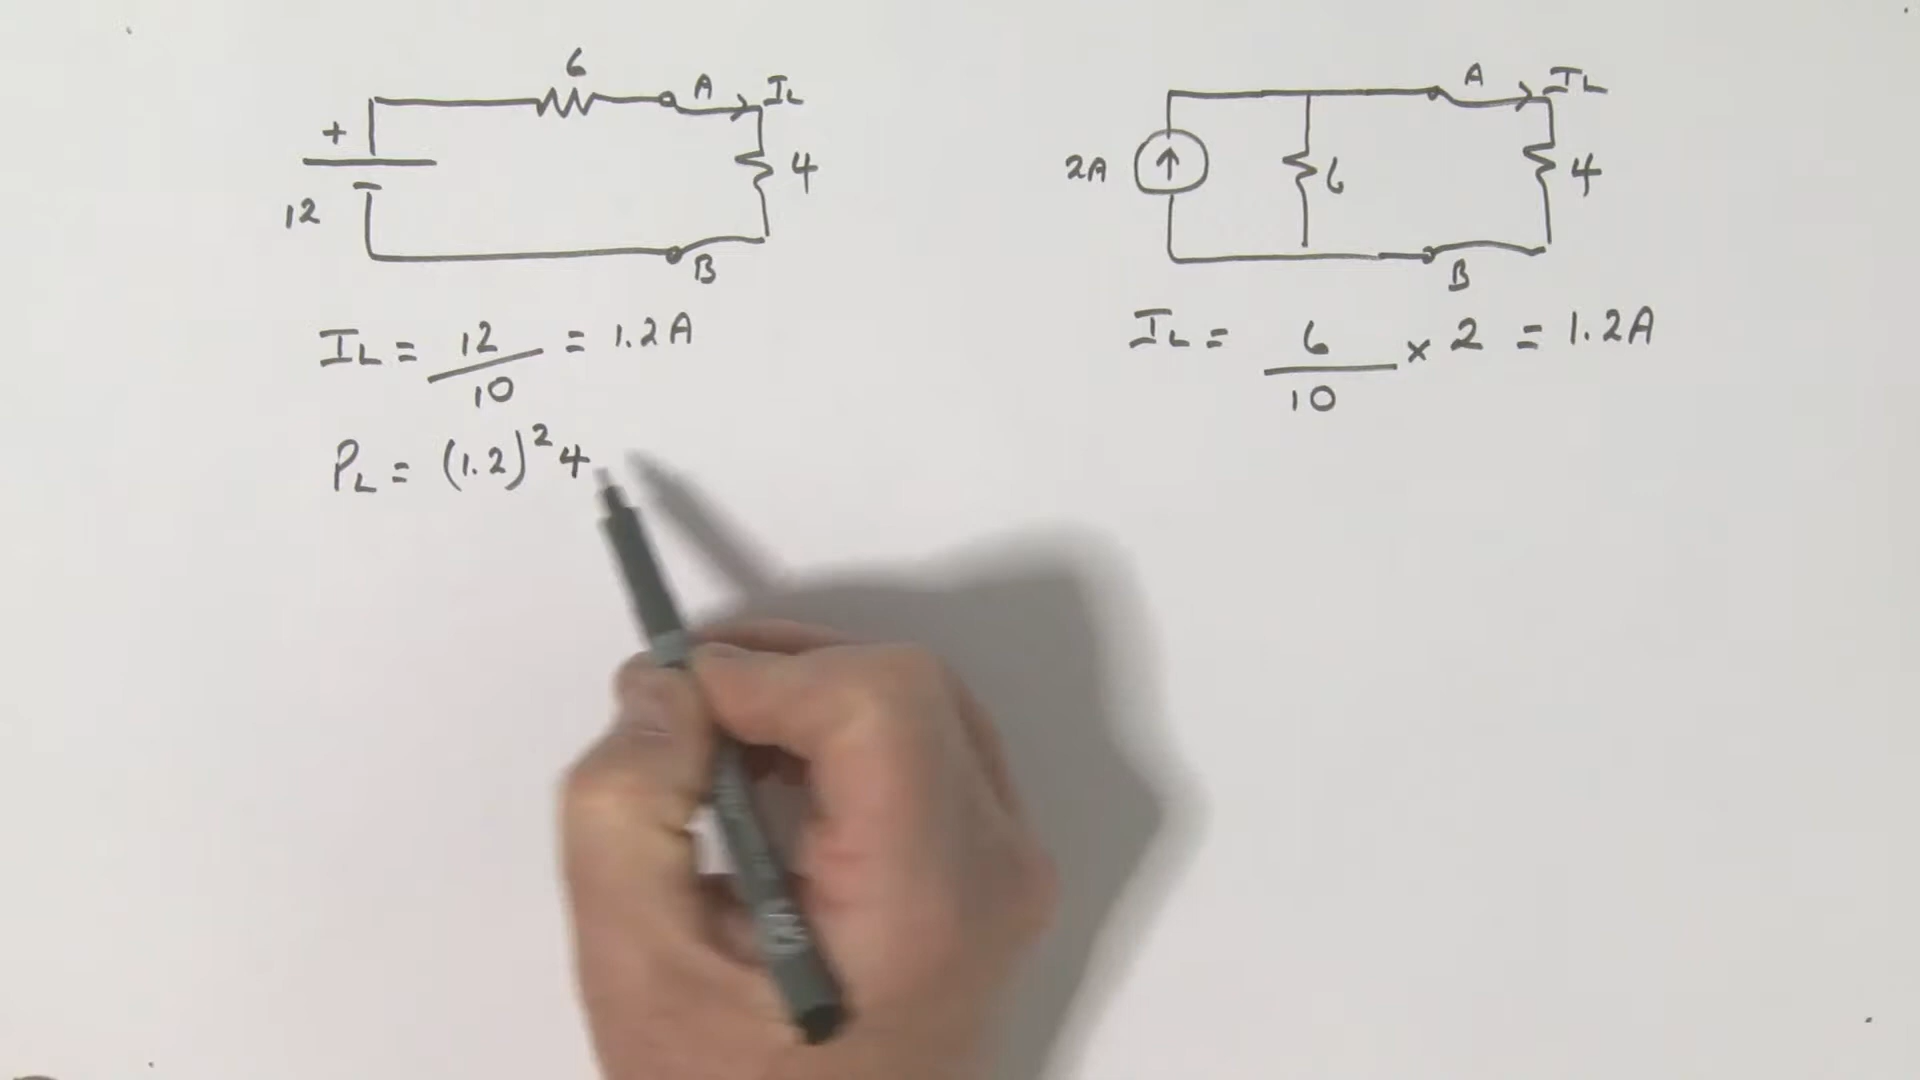 6
A IL
+
4
12
B
IL = 12/10 = 1.2A
PL = (1.2)² 4
A IL
2A 6 4
B
IL = 6/10 × 2 = 1.2A